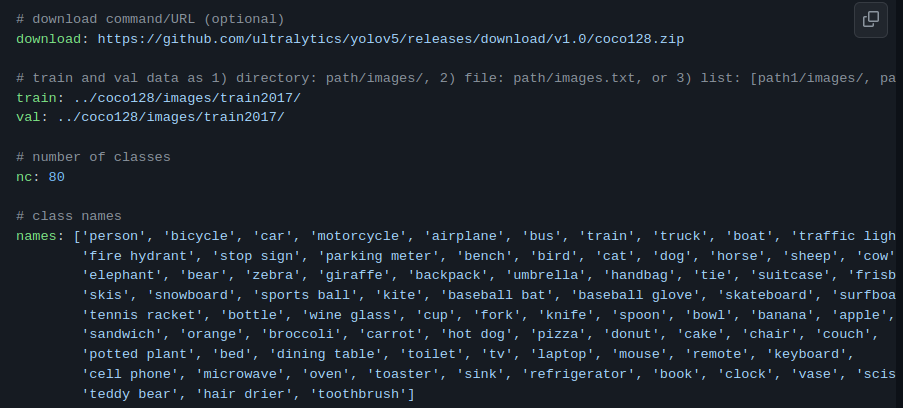 # download command/URL (optional)
download: https://github.com/ultralytics/yolov5/releases/download/v1.0/coco128.zip
# train and val data as 1) directory: path/images/, 2) file: path/images.txt, or 3) list: [path1/images/, pa
train: ../coco128/images/train2017/
val: ../coco128/images/train2017/
# number of classes
nc: 80
# class names
names: ['person', 'bicycle', 'car', 'motorcycle', 'airplane', 'bus', 'train', 'truck', 'boat', 'traffic ligh
'fire hydrant', 'stop sign', 'parking meter', 'bench', 'bird', 'cat', 'dog', 'horse', 'sheep', 'cow'
'elephant', 'bear', 'zebra', 'giraffe', 'backpack', 'umbrella', 'handbag', 'tie', 'suitcase', 'frisb
'skis', 'snowboard', 'sports ball', 'kite', 'baseball bat', 'baseball glove', 'skateboard', 'surfboa
'tennis racket', 'bottle', 'wine glass', 'cup', 'fork', 'knife', 'spoon', 'bowl', 'banana', 'apple',
'sandwich', 'orange', 'broccoli', 'carrot', 'hot dog', 'pizza', 'donut', 'cake', 'chair', 'couch',
'potted plant', 'bed', 'dining table', 'toilet', 'tv', 'laptop', 'mouse', 'remote', 'keyboard',
'cell phone', 'microwave', 'oven', 'toaster', 'sink', 'refrigerator', 'book', 'clock', 'vase', 'scis
'teddy bear', 'hair drier', 'toothbrush']